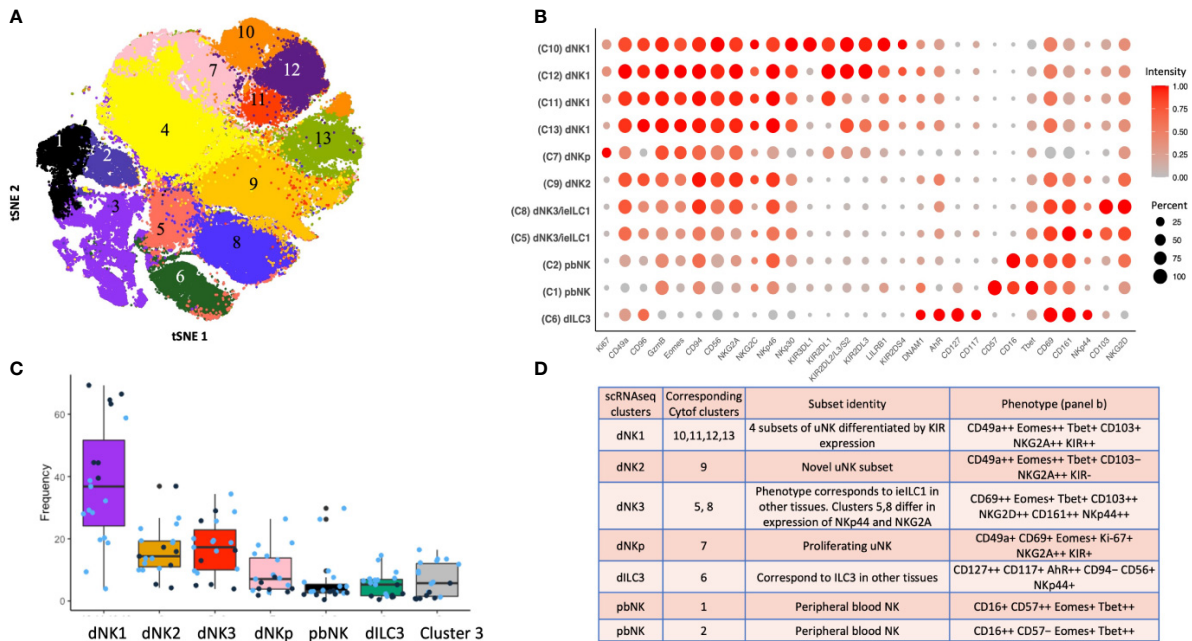 A
10
7
12
11
1
2
4
13
3
9
5
8
6
tSNE 2
tSNE 1
B
(C10) dNK1
(C12) dNK1
(C11) dNK1
(C13) dNK1
(C7) dNKp
(C9) dNK2
(C8) dNK3/ieILC1
(C5) dNK3/ieILC1
(C2) pbNK
(C1) pbNK
(C6) dILC3
Ki67 CD49a CD96 GzmB Eomes CD94 CD56 NKG2A NKG2C NKp46 NKp30 KIR3DL1 KIR2DL1 KIR2DL2/L3/S2 KIR2DL3 LILRB1 KIR2DS4 DNAM1 AhR CD127 CD117 CD57 CD16 Tbet CD69 CD161 NKp44 CD103 NKG2D
Intensity
1.00
0.75
0.50
0.25
0.00
Percent
25
50
75
100
C
Frequency
60
40
20
0
dNK1 dNK2 dNK3 dNKp pbNK dILC3 Cluster 3
D
scRNAseq clusters
Corresponding Cytof clusters
Subset identity
Phenotype (panel b)
dNK1
10,11,12,13
4 subsets of uNK differentiated by KIR
expression
CD49a++ Eomes++ Tbet+ CD103+
NKG2A++ KIR++
dNK2
9
Novel uNK subset
CD49a++ Eomes++ Tbet+ CD103−
NKG2A++ KIR-
dNK3
5, 8
Phenotype corresponds to ieILC1 in
other tissues. Clusters 5,8 differ in
expression of NKp44 and NKG2A
CD69++ Eomes+ Tbet+ CD103++
NKG2D++ CD161++ NKp44++
dNKp
7
Proliferating uNK
CD49a+ CD69+ Eomes+ Ki-67+
NKG2A++ KIR+
dILC3
6
Correspond to ILC3 in other tissues
CD127++ CD117+ AhR++ CD94− CD56+
NKp44+
pbNK
1
Peripheral blood NK
CD16+ CD57++ Eomes+ Tbet++
pbNK
2
Peripheral blood NK
CD16++ CD57− Eomes+ Tbet++